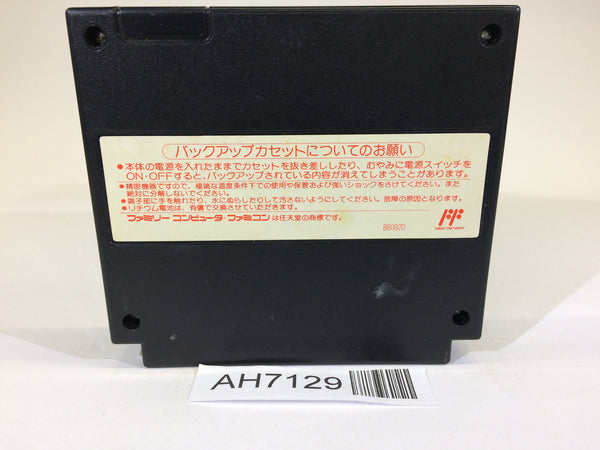 バックアップカセットについてのお願い
●本体の電源を入れたままでカセットを抜き差ししたり、むやみに電源スイッチを
ON・OFFすると、バックアップされている内容が消えてしまうことがあります。
●精密機器ですので、極端な温度条件下での使用や保管および強いショックをさけてください。また
絶対に分解しないでください。
●端子部に手を触れたり、水にぬらしたりして汚さないようにしてください。故障の原因となります。
●リチウム電池は、有償で交換させていただきます。
ファミリー コンピュータ・ファミコン は任天堂の商標です。
880920
FAMICOM FAMILY
AH7129